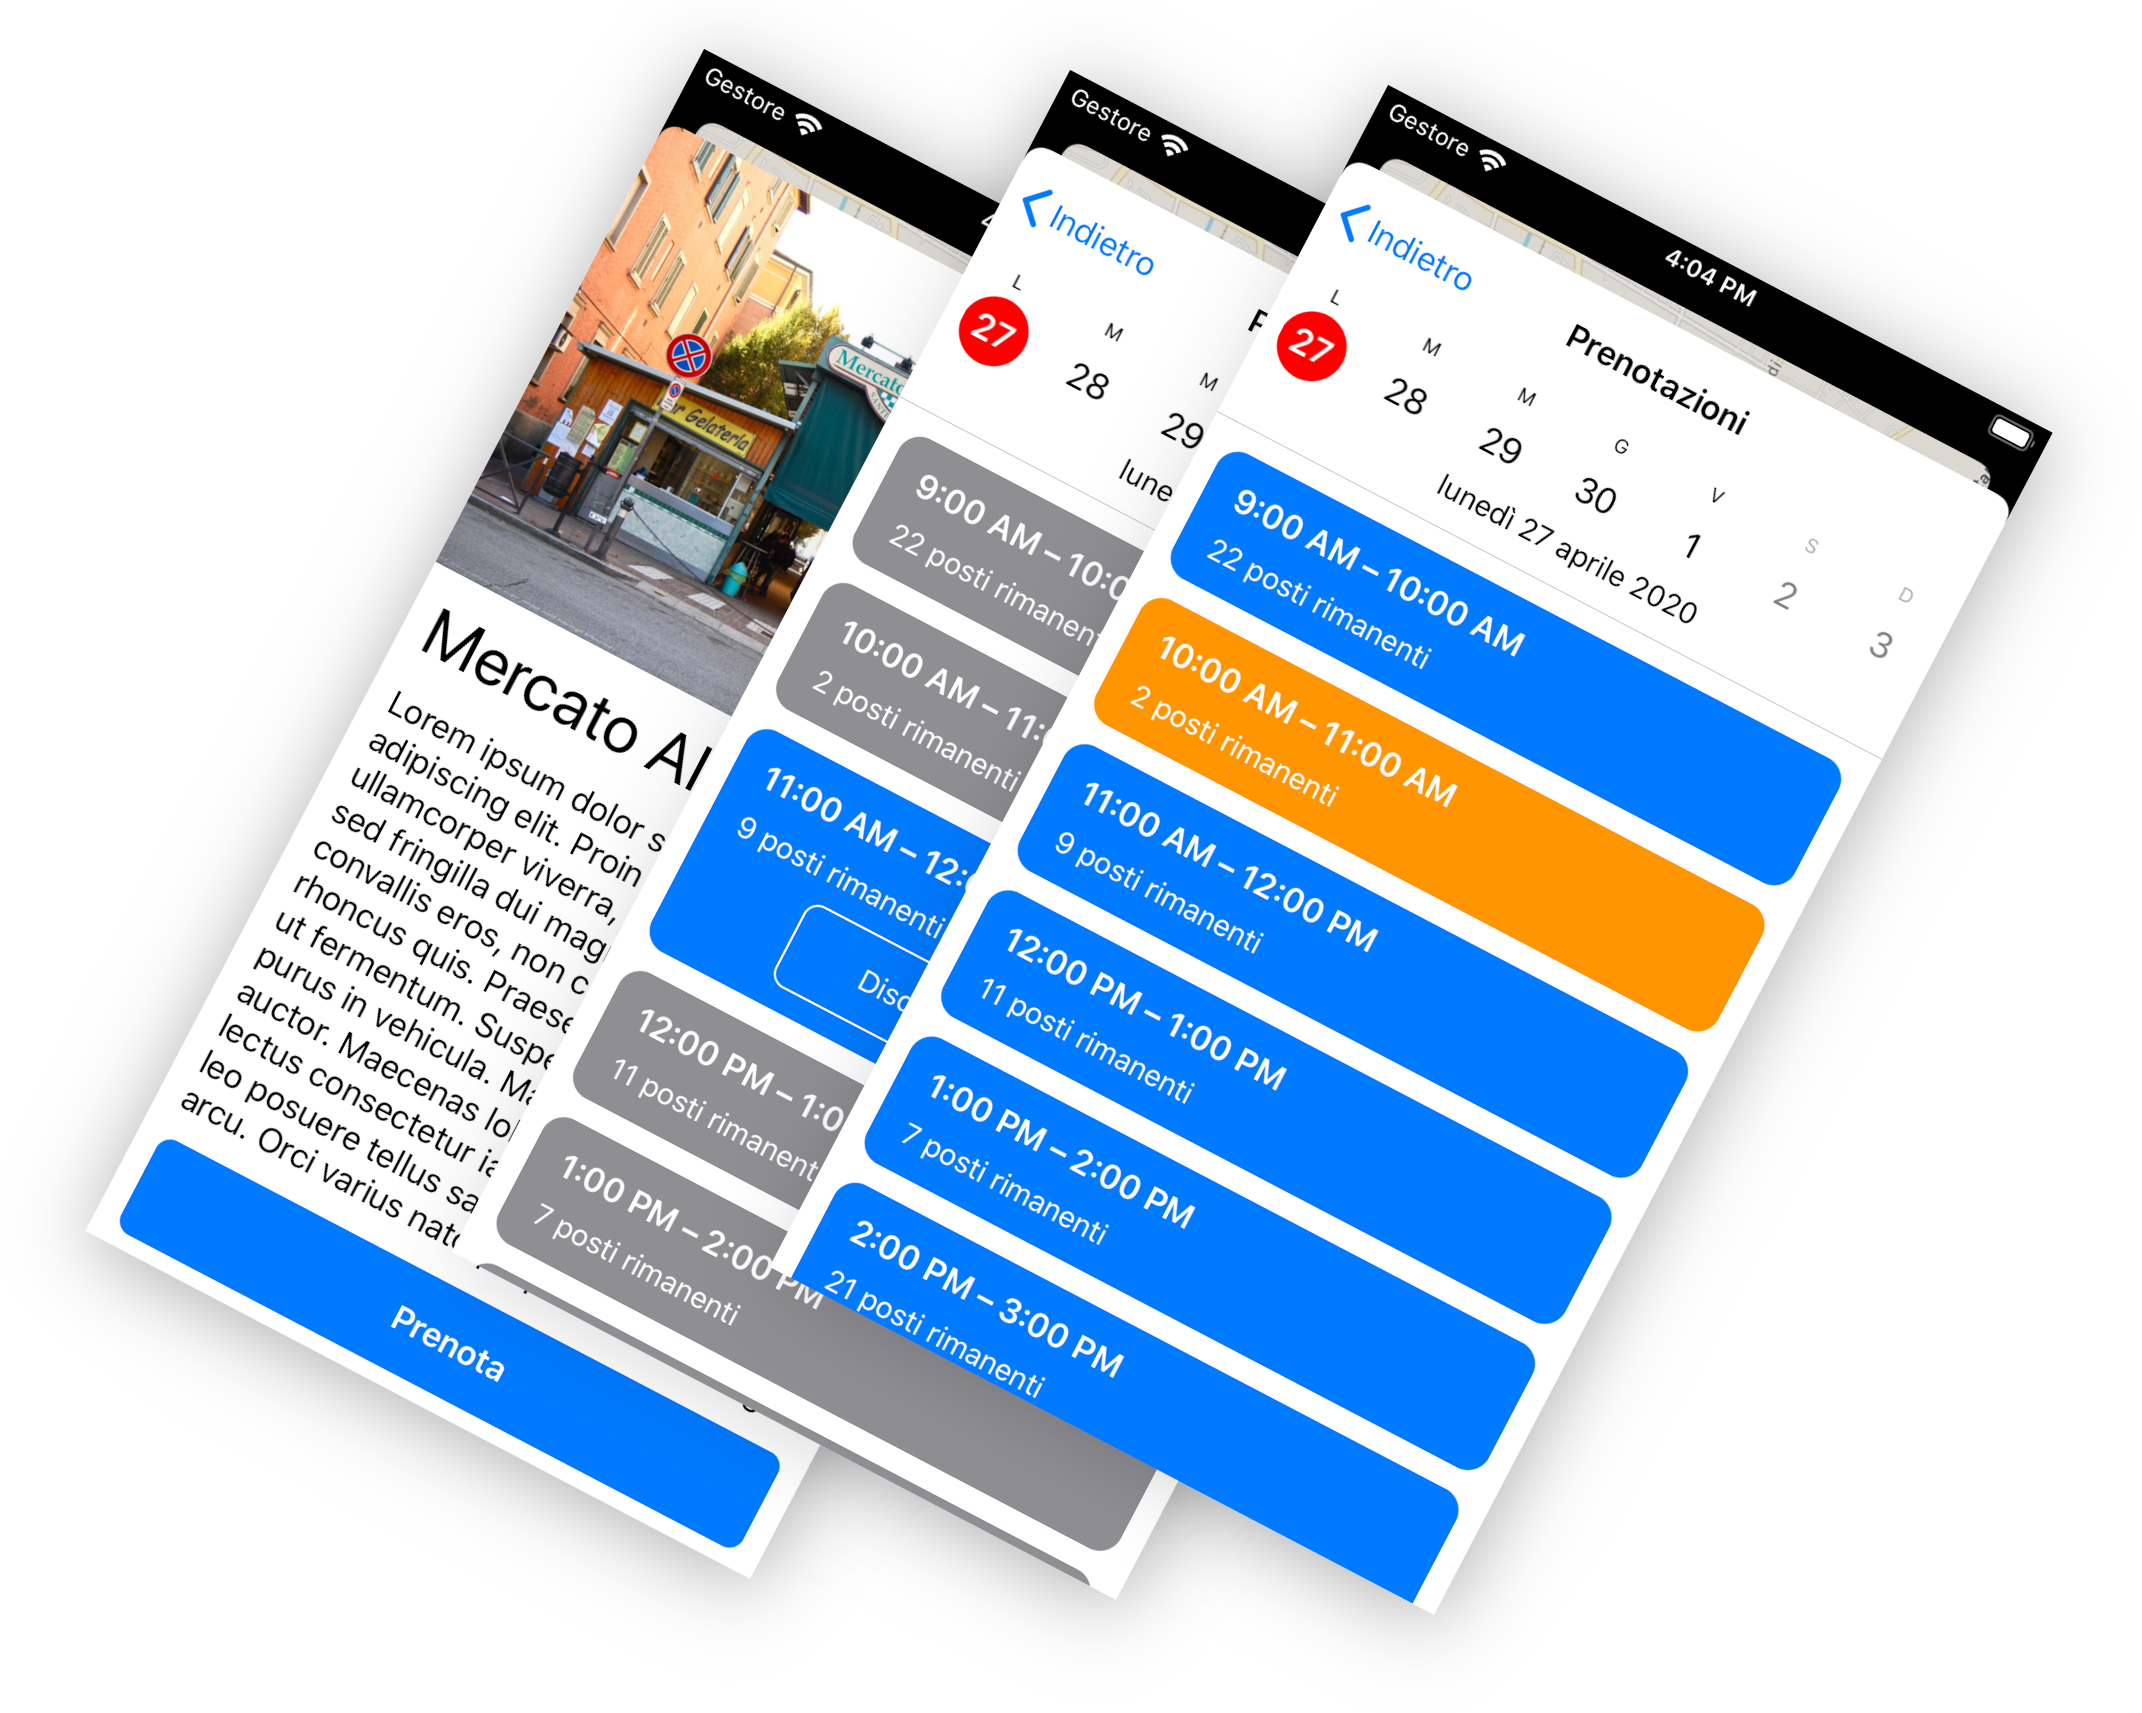 Gestore
Bar Gelateria
Mercato Al
Lorem ipsum dolor s
adipiscing elit. Proin
ullamcorper viverra,
sed fringilla dui mag
convallis eros, non c
rhoncus quis. Praese
ut fermentum. Suspe
purus in vehicula. Ma
auctor. Maecenas lo
lectus consectetur ia
leo posuere tellus sa
arcu. Orci varius nato
Prenota
Gestore
Indietro
L M M
27 28 29
lune
9:00 AM – 10:0
22 posti rimanent
10:00 AM – 11:
2 posti rimanenti
11:00 AM – 12:
9 posti rimanenti
Disc
12:00 PM – 1:0
11 posti rimanent
1:00 PM – 2:00 PM
7 posti rimanenti
Gestore 4:04 PM
Indietro Prenotazioni
L M M G V S D
27 28 29 30 1 2 3
lunedì 27 aprile 2020
9:00 AM – 10:00 AM
22 posti rimanenti
10:00 AM – 11:00 AM
2 posti rimanenti
11:00 AM – 12:00 PM
9 posti rimanenti
12:00 PM – 1:00 PM
11 posti rimanenti
1:00 PM – 2:00 PM
7 posti rimanenti
2:00 PM – 3:00 PM
21 posti rimanenti